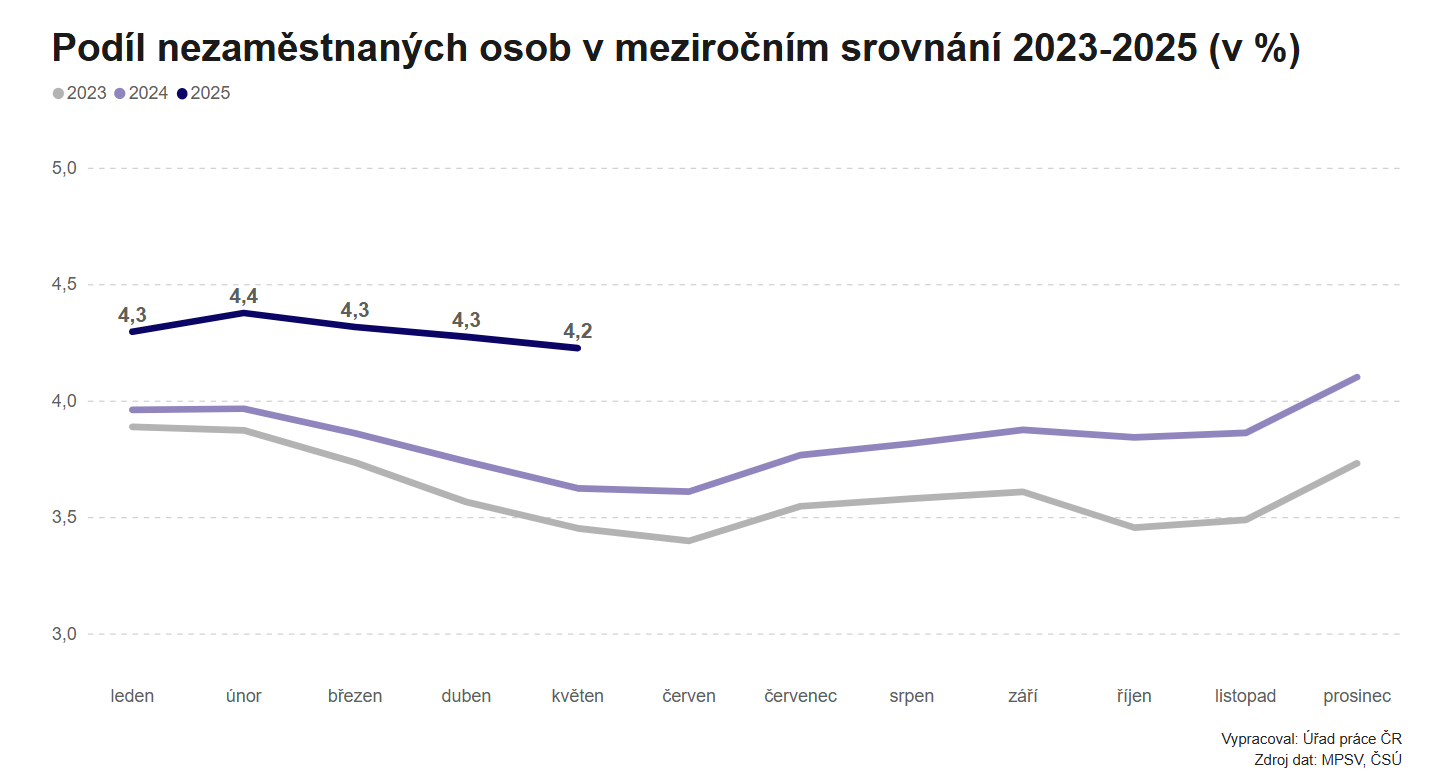 Podíl nezaměstnaných osob v meziročním srovnání 2023-2025 (v %)
2023 2024 2025
5,0
4,5
4,3 4,4 4,3 4,3 4,2
4,0
3,5
3,0
leden únor březen duben květen červen červenec srpen září říjen listopad prosinec
Vypracoval: Úřad práce ČR
Zdroj dat: MPSV, ČSÚ